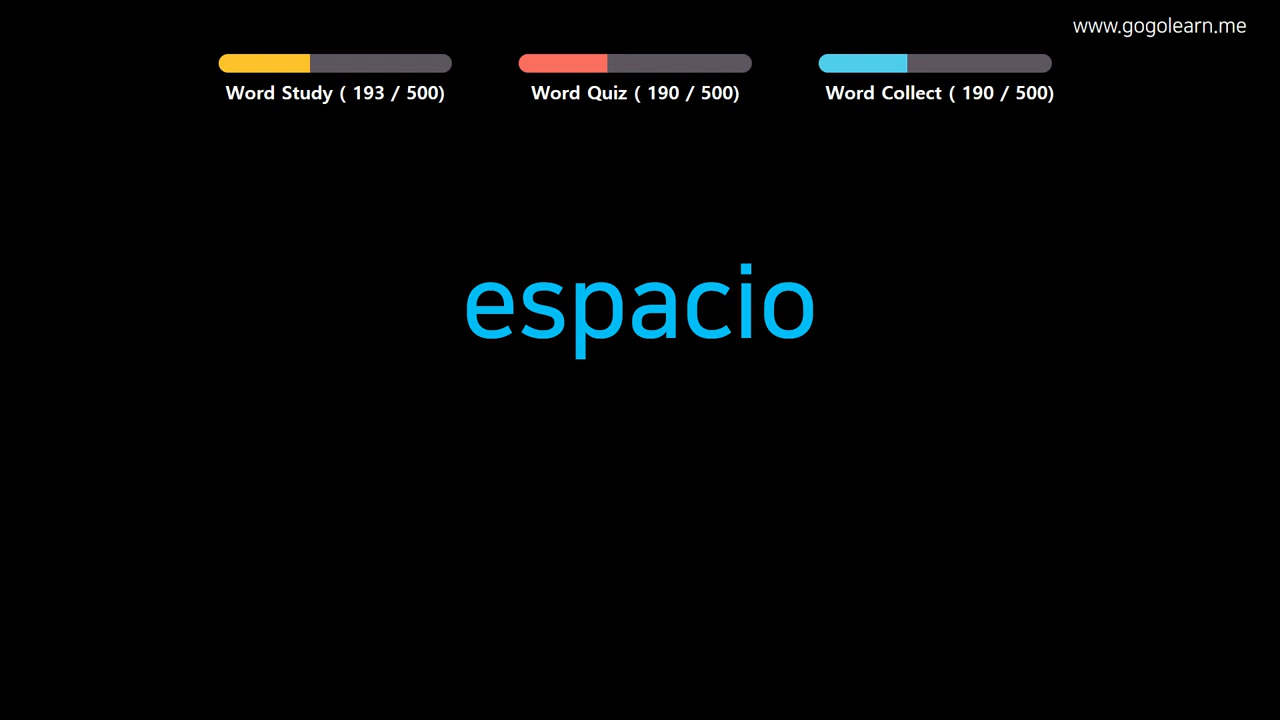 www.gogolearn.me
Word Study ( 193 / 500)
Word Quiz ( 190 / 500)
Word Collect ( 190 / 500)
espacio